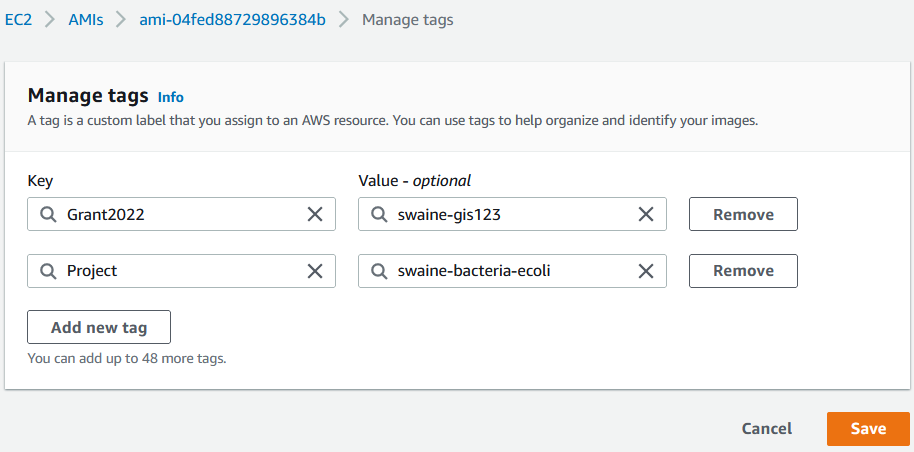 EC2 > AMIs > ami-04fed88729896384b > Manage tags
Manage tags Info
A tag is a custom label that you assign to an AWS resource. You can use tags to help organize and identify your images.
Key Value - optional
Grant2022 swaine-gis123 Remove
Project swaine-bacteria-ecoli Remove
Add new tag
You can add up to 48 more tags.
Cancel Save